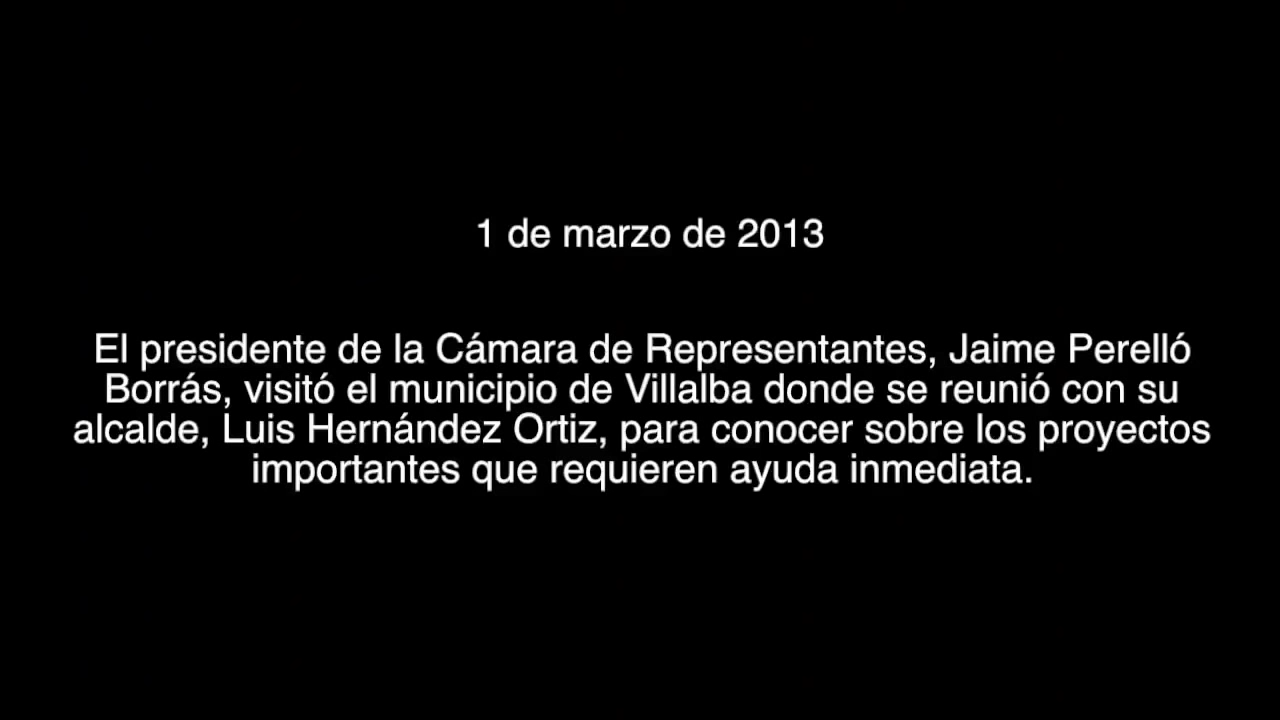 1 de marzo de 2013
El presidente de la Cámara de Representantes, Jaime Perelló
Borrás, visitó el municipio de Villalba donde se reunió con su
alcalde, Luis Hernández Ortiz, para conocer sobre los proyectos
importantes que requieren ayuda inmediata.